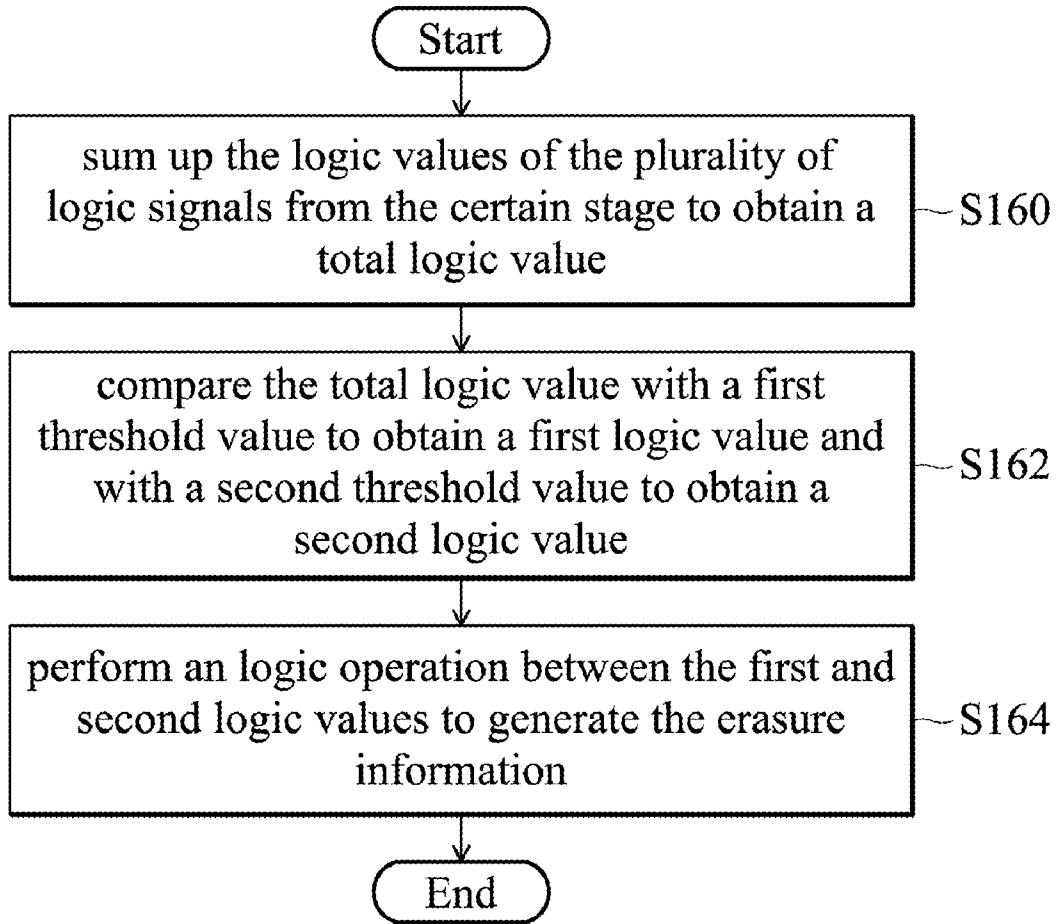 Start
sum up the logic values of the plurality of
logic signals from the certain stage to obtain a
total logic value
S160
compare the total logic value with a first
threshold value to obtain a first logic value and
with a second threshold value to obtain a
second logic value
S162
perform an logic operation between the first and
second logic values to generate the erasure
information
S164
End